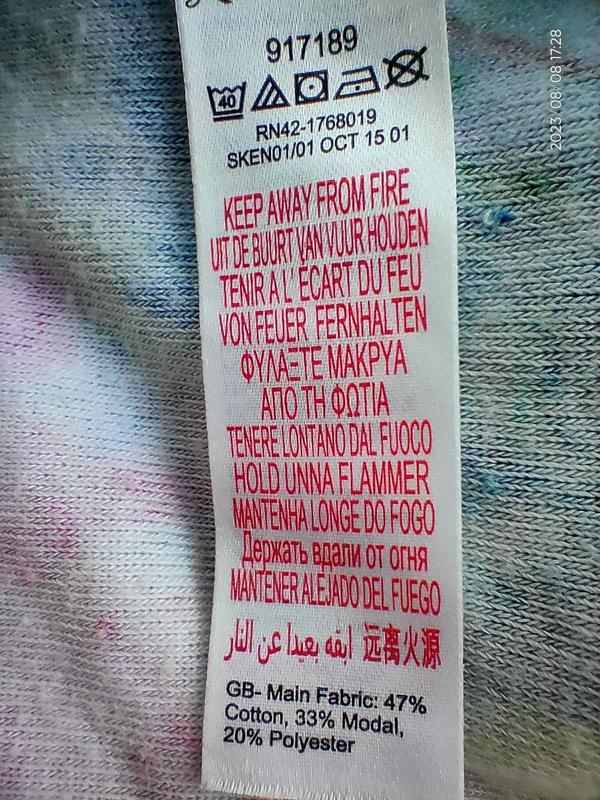 917189
40
RN42-1768019
SKEN01/01 OCT 15 01
KEEP AWAY FROM FIRE
UIT DE BUURT VAN VUUR HOUDEN
TENIR A L' ÉCART DU FEU
VON FEUER FERNHALTEN
ΦΥΛΑΞΤΕ ΜΑΚΡΥΑ
ΑΠΟ ΤΗ ΦΩΤΙΑ
TENERE LONTANO DAL FUOCO
HOLD UNNA FLAMMER
MANTENHA LONGE DO FOGO
Держать вдали от огня
MANTENER ALEJADO DEL FUEGO
ابقه بعيدا عن النار 远离火源
GB- Main Fabric: 47%
Cotton, 33% Modal,
20% Polyester
2023/08/08 17:28